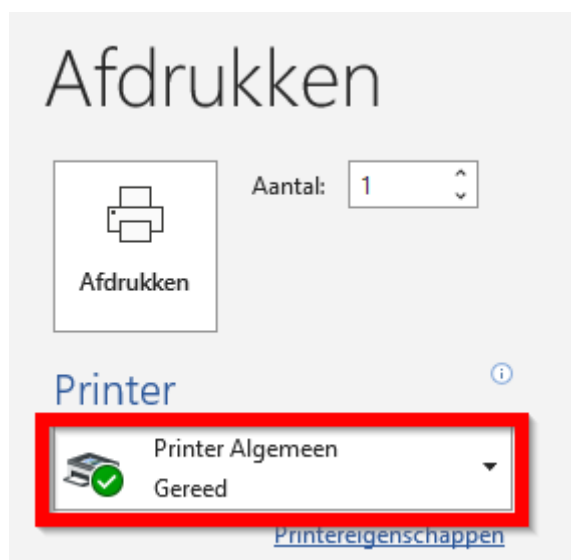 Afdrukken
Aantal: 1
Afdrukken
Printer
Printer Algemeen
Gereed
Printereigenschappen